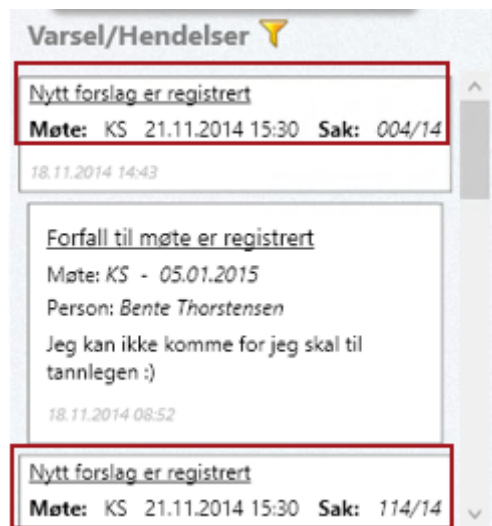 Varsel/Hendelser
Nytt forslag er registrert
Møte: KS 21.11.2014 15:30 Sak: 004/14
18.11.2014 14:43
Forfall til møte er registrert
Møte: KS - 05.01.2015
Person: Bente Thorstensen
Jeg kan ikke komme for jeg skal til
tannlegen :)
18.11.2014 08:52
Nytt forslag er registrert
Møte: KS 21.11.2014 15:30 Sak: 114/14